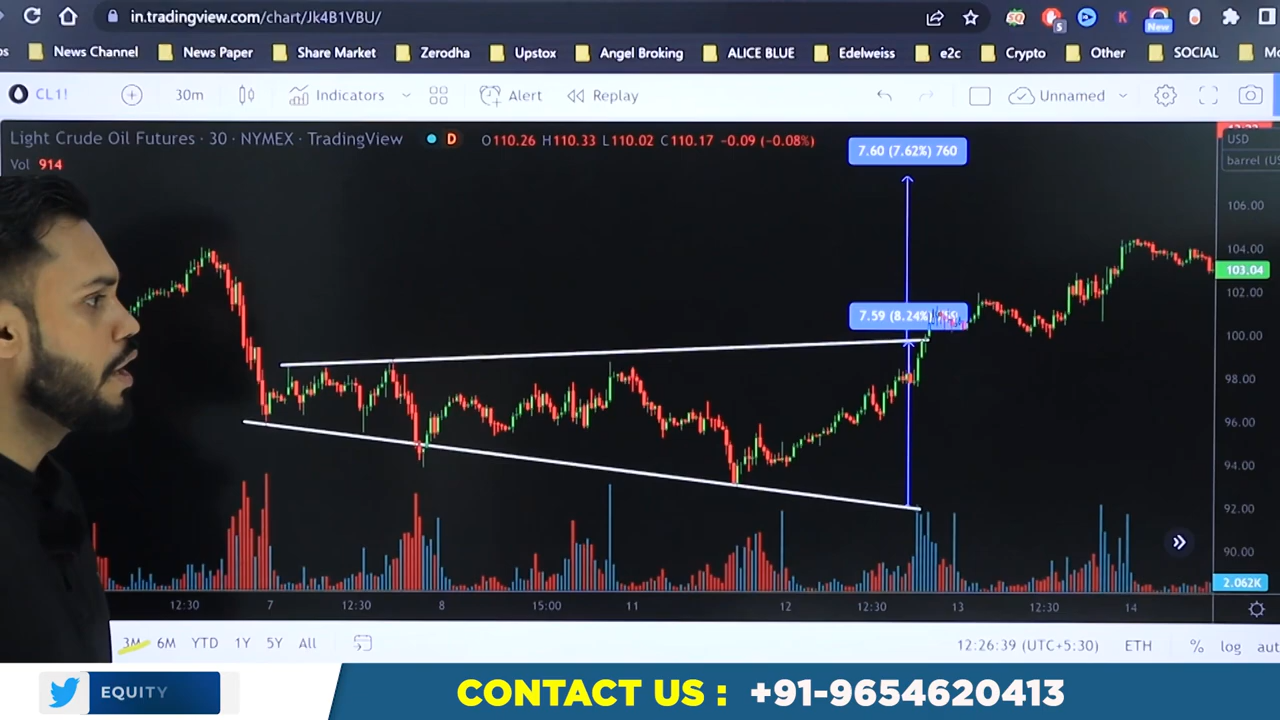 in.tradingview.com/chart/Jk4B1VBU/
5
New
News Channel News Paper Share Market Zerodha Upstox Angel Broking ALICE BLUE Edelweiss e2c Crypto Other SOCIAL
CL1! 30m Indicators Alert Replay Unnamed
Light Crude Oil Futures · 30 · NYMEX · TradingView D O110.26 H110.33 L110.02 C110.17 −0.09 (−0.08%)
Vol 914
7.60 (7.62%) 760
7.59 (8.24%)
USD
barrel (US
106.00
104.00
103.04
102.00
100.00
98.00
96.00
94.00
92.00
90.00
2.062K
12:30 7 12:30 8 15:00 11 12 12:30 13 12:30 14
3M 6M YTD 1Y 5Y All 12:26:39 (UTC+5:30) ETH % log aut
EQUITY
CONTACT US : +91-9654620413